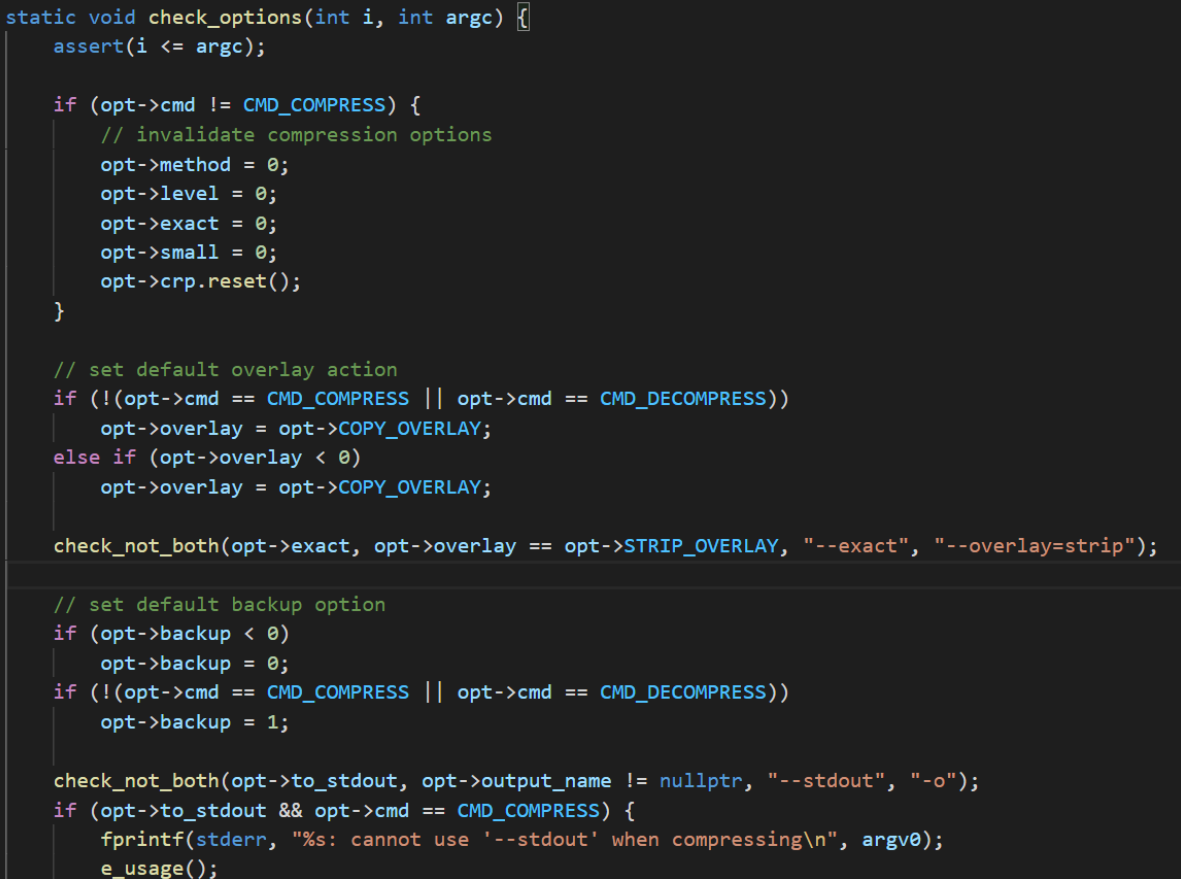 static void check_options(int i, int argc) {
    assert(i <= argc);

    if (opt->cmd != CMD_COMPRESS) {
        // invalidate compression options
        opt->method = 0;
        opt->level = 0;
        opt->exact = 0;
        opt->small = 0;
        opt->crp.reset();
    }

    // set default overlay action
    if (!(opt->cmd == CMD_COMPRESS || opt->cmd == CMD_DECOMPRESS))
        opt->overlay = opt->COPY_OVERLAY;
    else if (opt->overlay < 0)
        opt->overlay = opt->COPY_OVERLAY;

    check_not_both(opt->exact, opt->overlay == opt->STRIP_OVERLAY, "--exact", "--overlay=strip");

    // set default backup option
    if (opt->backup < 0)
        opt->backup = 0;
    if (!(opt->cmd == CMD_COMPRESS || opt->cmd == CMD_DECOMPRESS))
        opt->backup = 1;

    check_not_both(opt->to_stdout, opt->output_name != nullptr, "--stdout", "-o");
    if (opt->to_stdout && opt->cmd == CMD_COMPRESS) {
        fprintf(stderr, "%s: cannot use '--stdout' when compressing\n", argv0);
        e_usage();